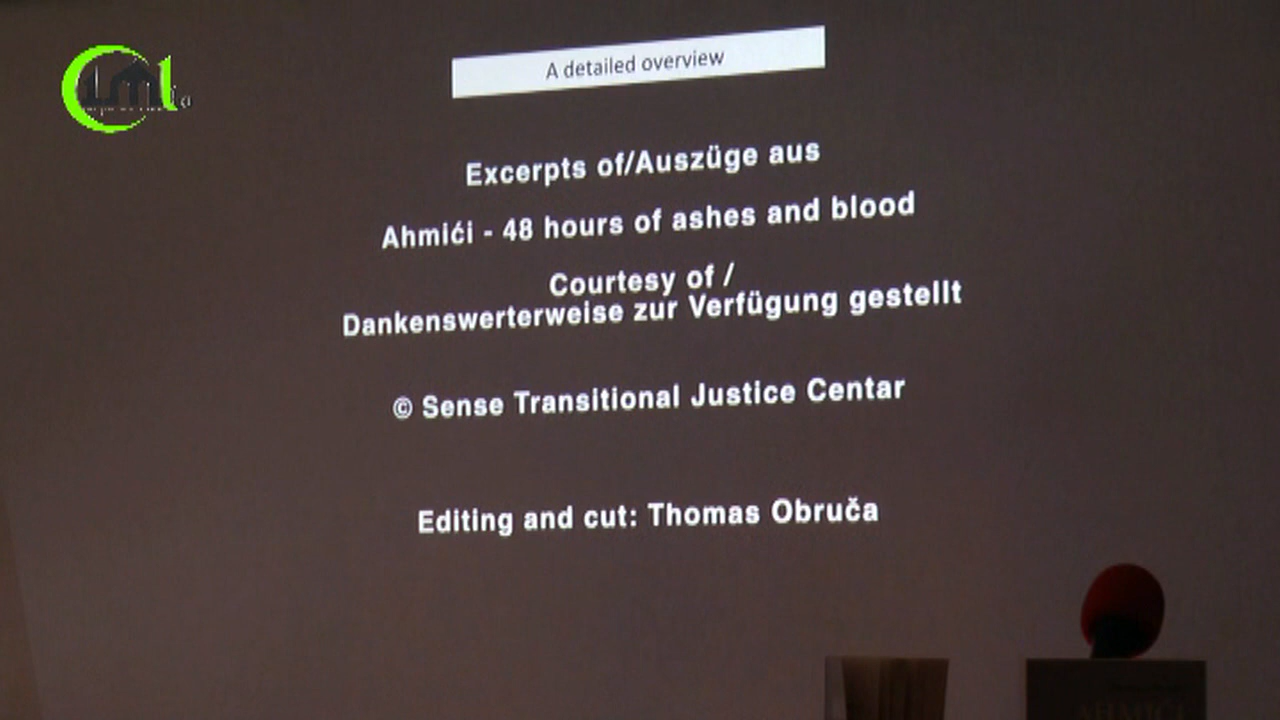 A detailed overview
Excerpts of/Auszüge aus
Ahmići - 48 hours of ashes and blood
Courtesy of /
Dankenswerterweise zur Verfügung gestellt
© Sense Transitional Justice Centar
Editing and cut: Thomas Obruča
AHMIĆI